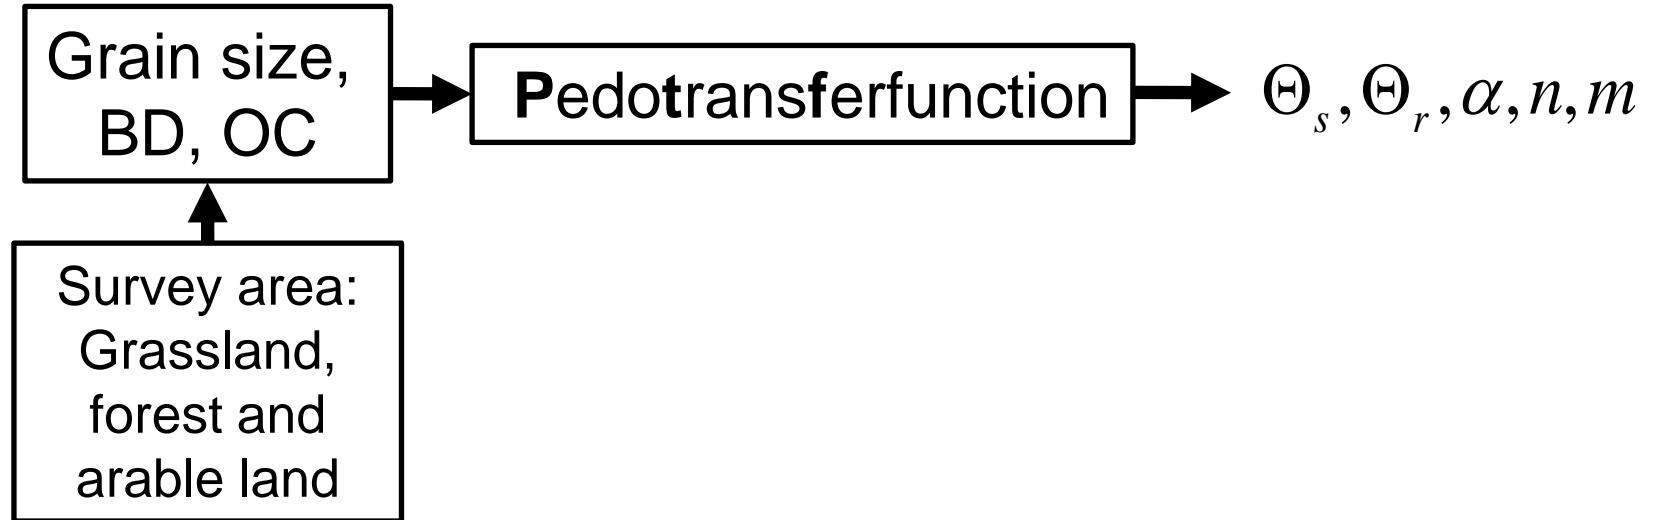 Grain size,
BD, OC
Pedotransferfunction
Θs, Θr, α, n, m
Survey area:
Grassland,
forest and
arable land